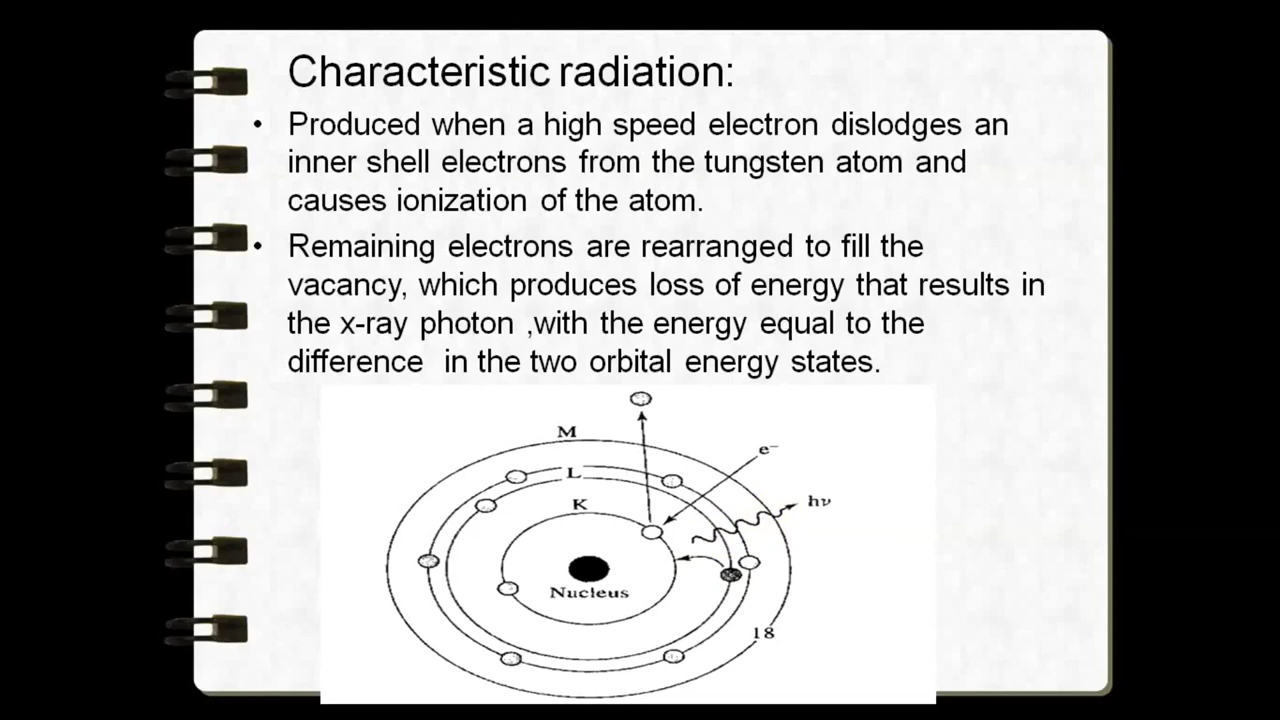 Characteristic radiation:
• Produced when a high speed electron dislodges an
inner shell electrons from the tungsten atom and
causes ionization of the atom.
• Remaining electrons are rearranged to fill the
vacancy, which produces loss of energy that results in
the x-ray photon ,with the energy equal to the
difference in the two orbital energy states.
M
e⁻
L
hν
K
Nucleus
18